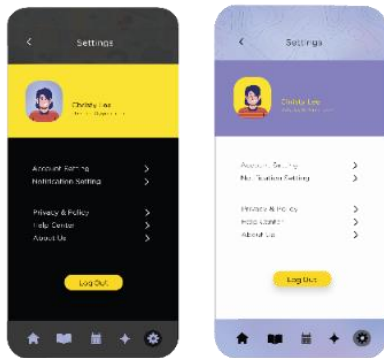 Settings
Christy Lee
Account Setting
Notification Setting
Privacy & Policy
Help Center
About Us
Log Out
Settings
Christy Lee
Account Setting
Notification Setting
Privacy & Policy
Help Center
About Us
Log Out